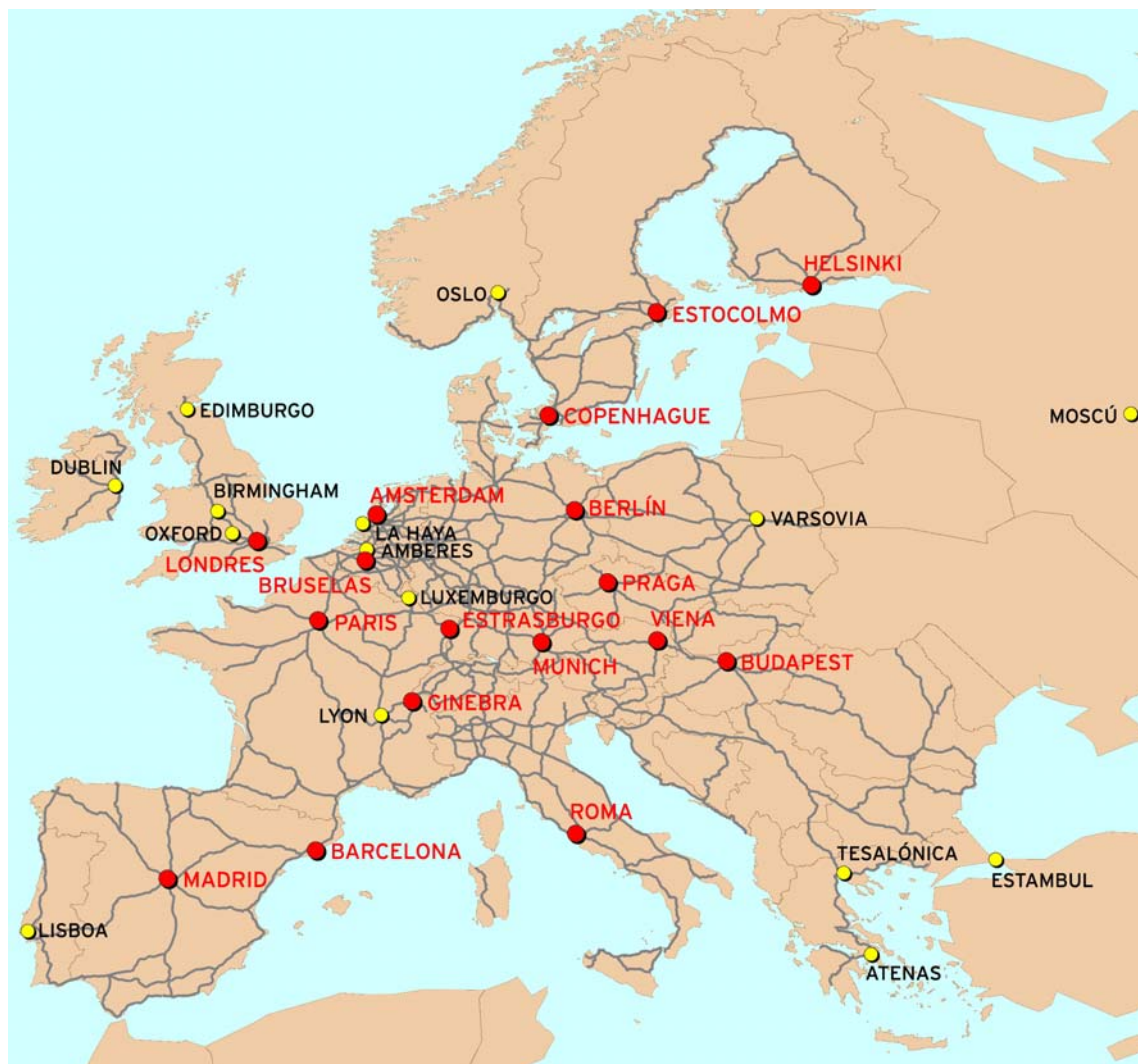 HELSINKI
OSLO
ESTOCOLMO
EDIMBURGO
COPENHAGUE
MOSCÚ
DUBLIN
BIRMINGHAM
AMSTERDAM
BERLÍN
VARSOVIA
OXFORD
LA HAYA
AMBERES
LONDRES
BRUSELAS
PRAGA
LUXEMBURGO
PARIS
ESTRASBURGO
VIENA
MUNICH
BUDAPEST
GINEBRA
LYON
ROMA
BARCELONA
TESALÓNICA
MADRID
ESTAMBUL
LISBOA
ATENAS